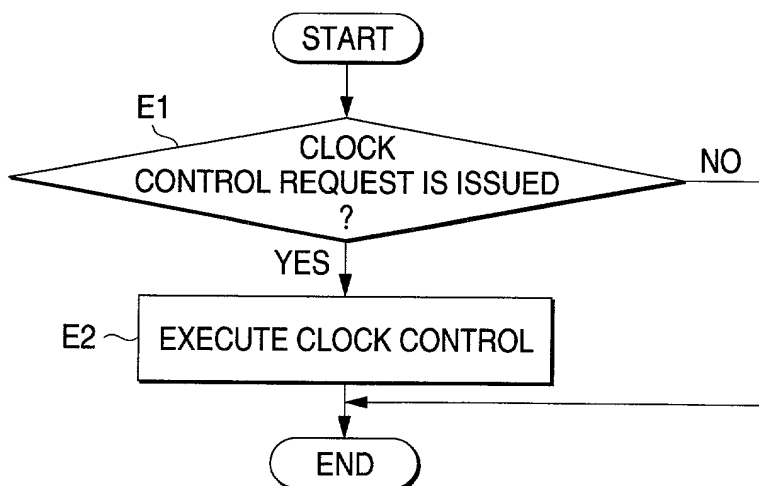 START
E1
CLOCK
CONTROL REQUEST IS ISSUED
?
NO
YES
E2
EXECUTE CLOCK CONTROL
END